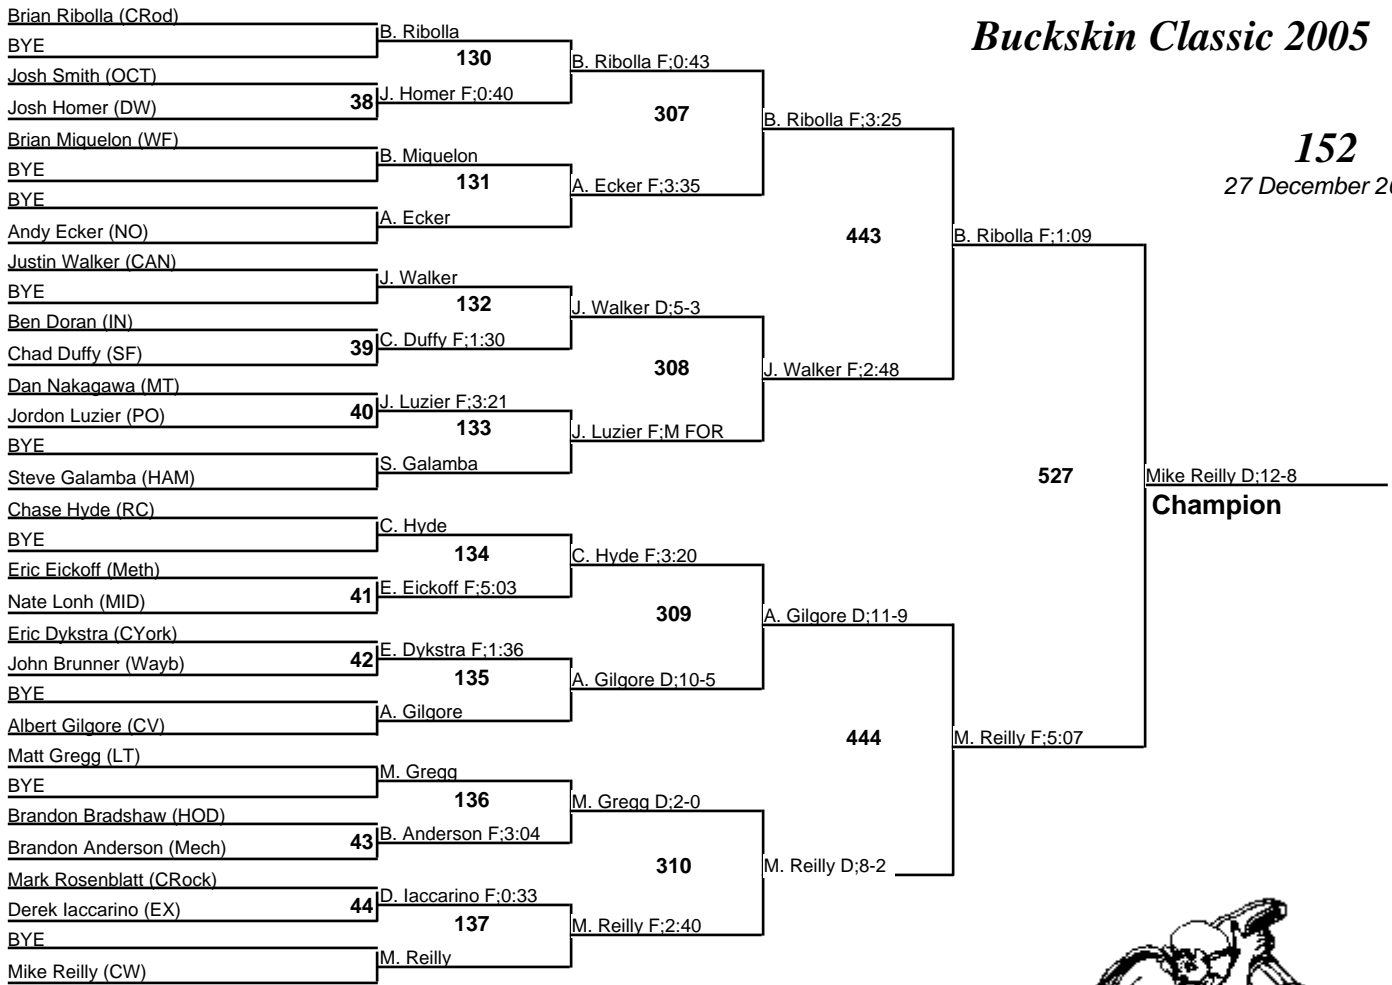 Buckskin Classic 2005
152
27 December 2
Brian Ribolla (CRod)
BYE
Josh Smith (OCT)
Josh Homer (DW)
Brian Miquelon (WF)
BYE
BYE
Andy Ecker (NO)
Justin Walker (CAN)
BYE
Ben Doran (IN)
Chad Duffy (SF)
Dan Nakagawa (MT)
Jordon Luzier (PO)
BYE
Steve Galamba (HAM)
Chase Hyde (RC)
BYE
Eric Eickoff (Meth)
Nate Lonh (MID)
Eric Dykstra (CYork)
John Brunner (Wayb)
BYE
Albert Gilgore (CV)
Matt Gregg (LT)
BYE
Brandon Bradshaw (HOD)
Brandon Anderson (Mech)
Mark Rosenblatt (CRock)
Derek Iaccarino (EX)
BYE
Mike Reilly (CW)
38
39
40
41
42
43
44
B. Ribolla
130
J. Homer F;0:40
B. Miquelon
131
A. Ecker
J. Walker
132
C. Duffy F;1:30
J. Luzier F;3:21
133
S. Galamba
C. Hyde
134
E. Eickoff F;5:03
E. Dykstra F;1:36
135
A. Gilgore
M. Gregg
136
B. Anderson F;3:04
D. Iaccarino F;0:33
137
M. Reilly
B. Ribolla F;0:43
307
A. Ecker F;3:35
J. Walker D;5-3
308
J. Luzier F;M FOR
C. Hyde F;3:20
309
A. Gilgore D;10-5
M. Gregg D;2-0
310
M. Reilly F;2:40
B. Ribolla F;3:25
443
J. Walker F;2:48
A. Gilgore D;11-9
444
M. Reilly D;8-2
B. Ribolla F;1:09
527
M. Reilly F;5:07
Mike Reilly D;12-8
Champion